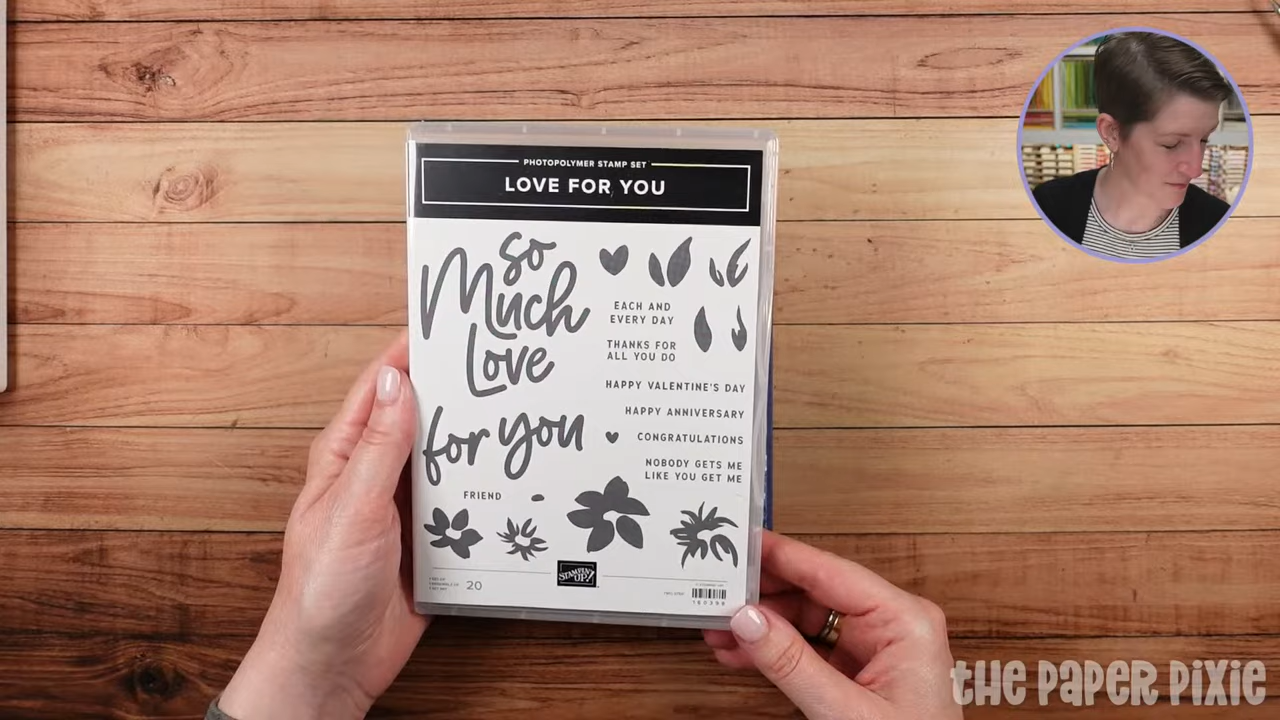 PHOTOPOLYMER STAMP SET
LOVE FOR YOU
so
Much
Love
for you
FRIEND
EACH AND
EVERY DAY
THANKS FOR
ALL YOU DO
HAPPY VALENTINE'S DAY
HAPPY ANNIVERSARY
CONGRATULATIONS
NOBODY GETS ME
LIKE YOU GET ME
STAMPIN' UP!
20
THE PAPER PIXIE